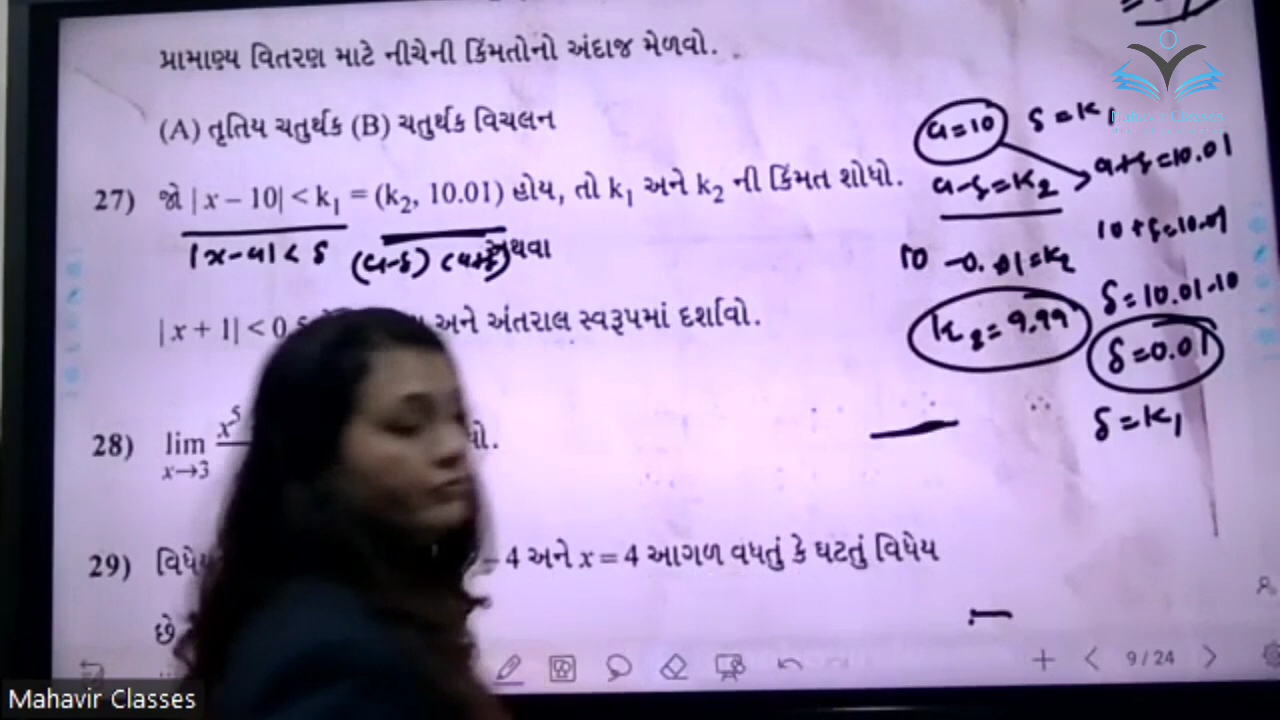 પ્રામાણ્ય વિતરણ માટે નીચેની કિંમતોનો અંદાજ મેળવો.
(A) તૃતિય ચતુર્થક (B) ચતુર્થક વિચલન
27) જો | x – 10| < k₁ = (k₂, 10.01) હોય, તો k₁ અને k₂ ની કિંમત શોધો.
|x-a| < δ (a-δ) (a+δ)
અથવા
| x + 1| < 0 અને અંતરાલ સ્વરૂપમાં દર્શાવો.
28) lim x→3 x⁵
29) વિધેય – 4 અને x = 4 આગળ વધતું કે ઘટતું વિધેય
છે
a=10 δ=k₁
a-δ=k₂ a+δ=10.01
10 -0.01=k₂ 10+δ=10.01
δ=10.01-10
k₂=9.99 δ=0.01
δ=k₁
Mahavir Classes
9/24
Mahavir Classes